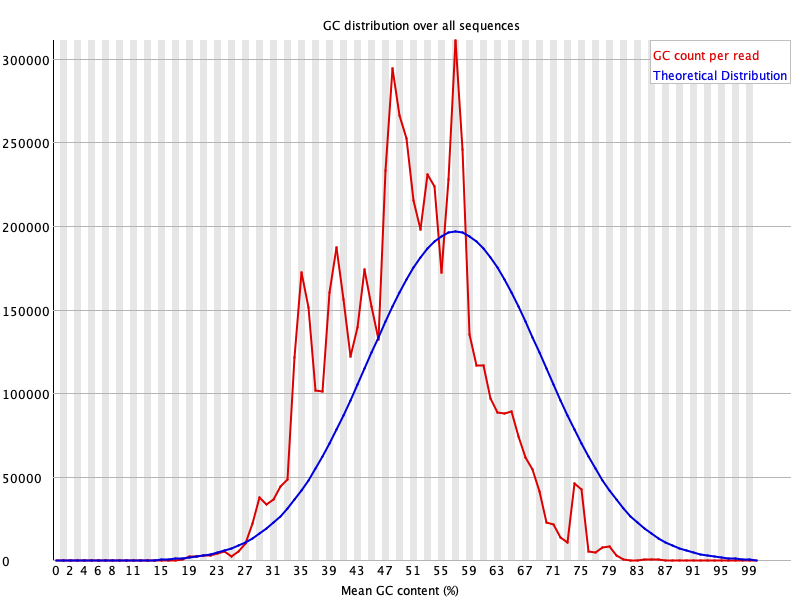 GC distribution over all sequences
GC count per read
Theoretical Distribution
300000
250000
200000
150000
100000
50000
0
0 2 4 6 8 11 15 19 23 27 31 35 39 43 47 51 55 59 63 67 71 75 79 83 87 91 95 99
Mean GC content (%)